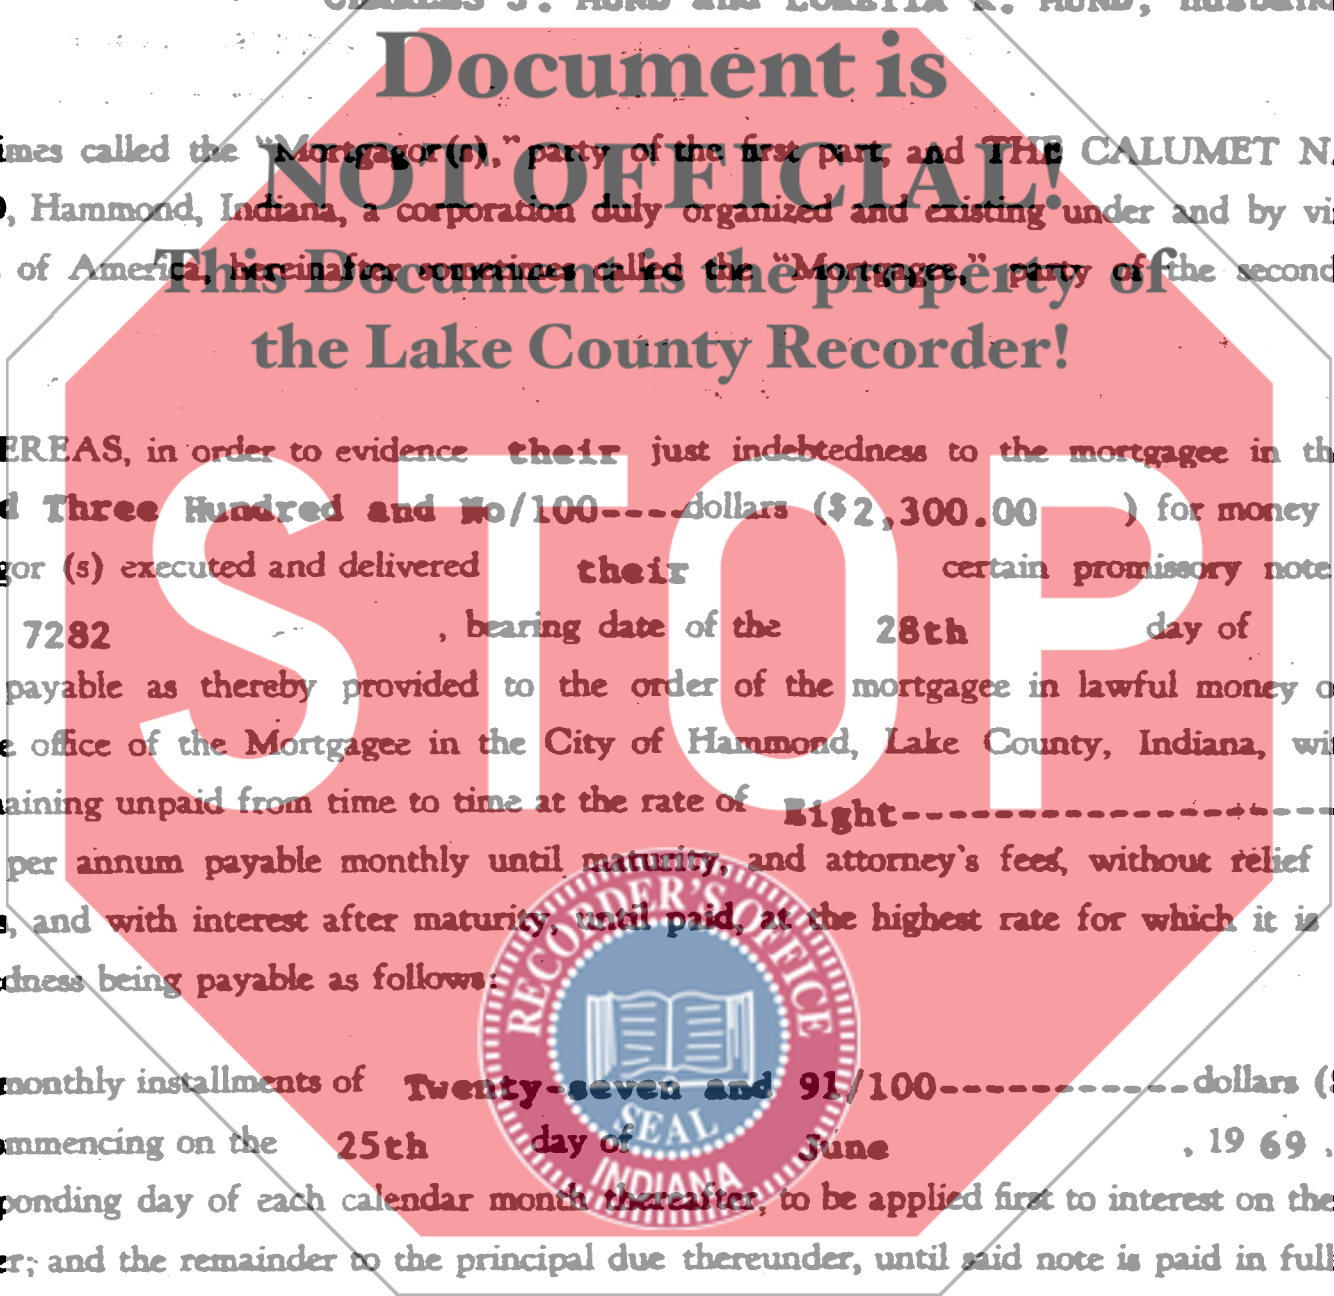 CHARLES J. MUND and LORETTA K. MUND, husband
Document is
imes called the “Mortgagor(s),” party of the first part, and THE CALUMET N
NOT OFFICIAL!
, Hammond, Indiana, a corporation duly organized and existing under and by vi
of America, hereinafter sometimes called the “Mortgagee,” party of the second
This Document is the property of
the Lake County Recorder!
EREAS, in order to evidence their just indebtedness to the mortgagee in th
d Three Hundred and No/100----dollars ($2,300.00 ) for money
gor (s) executed and delivered their certain promissory note
7282 , bearing date of the 28th day of
payable as thereby provided to the order of the mortgagee in lawful money o
e office of the Mortgagee in the City of Hammond, Lake County, Indiana, wi
STOP
aining unpaid from time to time at the rate of Eight--------------------
per annum payable monthly until maturity, and attorney's fees, without relief
, and with interest after maturity, until paid, at the highest rate for which it is
dness being payable as follows:
RECORDER'S OFFICE
monthly installments of Twenty-seven and 91/100------------dollars ($
SEAL
ommencing on the 25th day of June , 19 69 .
INDIANA
ponding day of each calendar month thereafter, to be applied first to interest on the
er; and the remainder to the principal due thereunder, until said note is paid in full